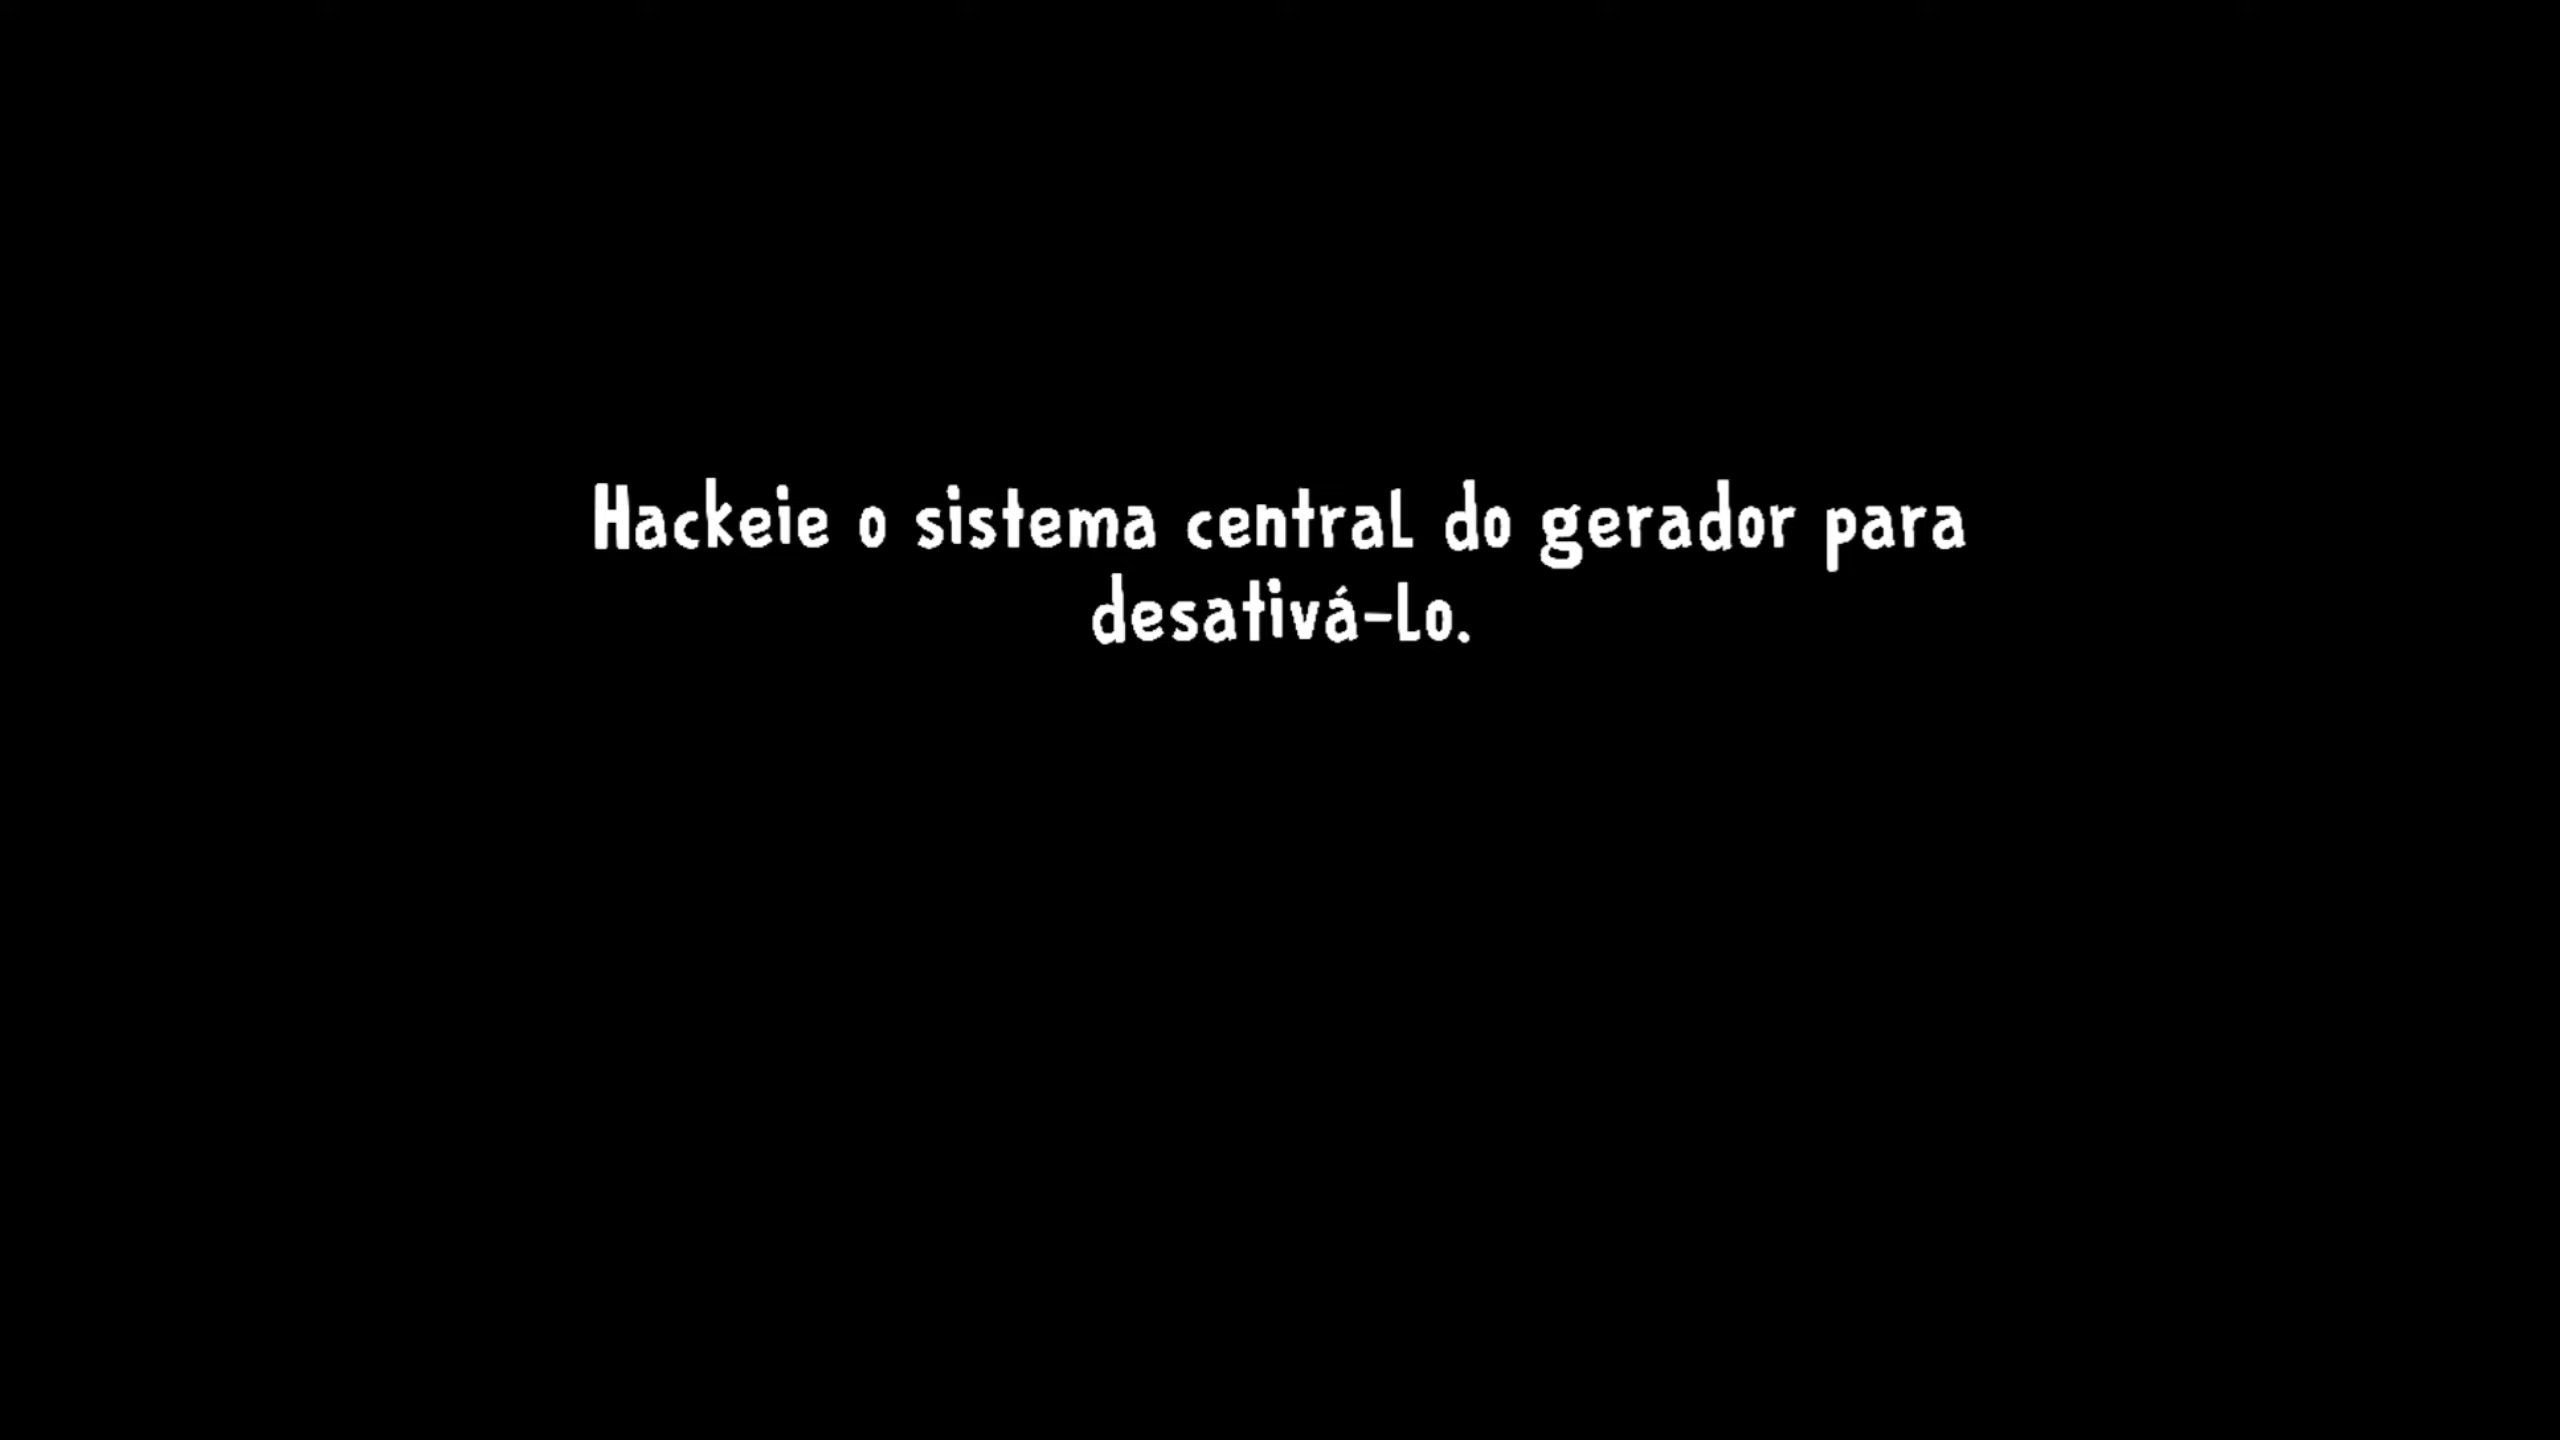 Hackeie o sistema central do gerador para
desativá-lo.